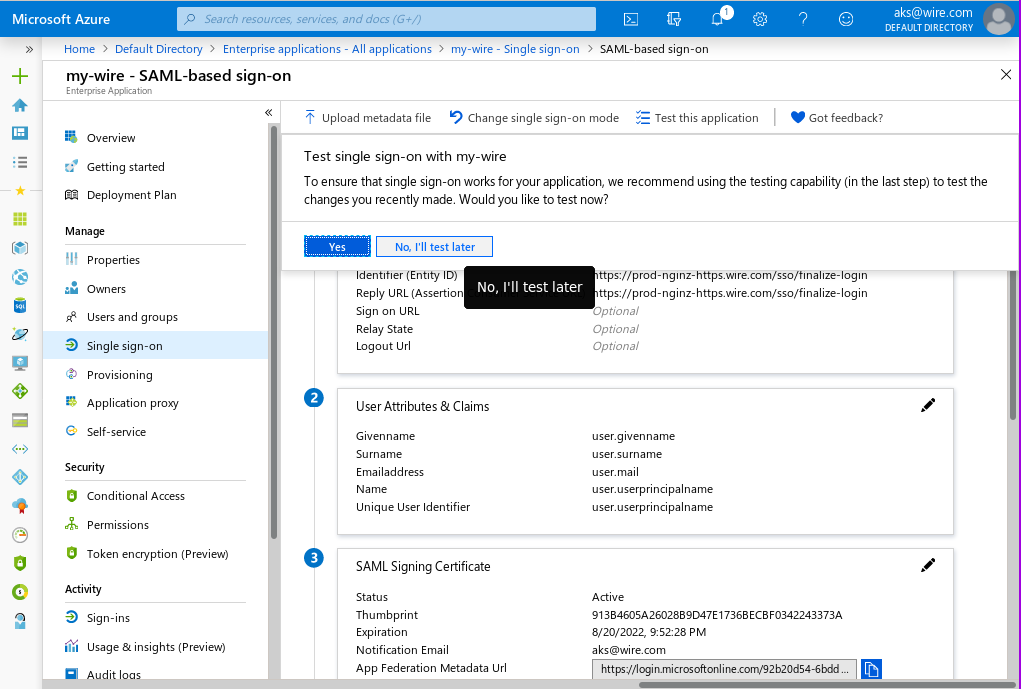 Microsoft Azure
Search resources, services, and docs (G+/)
1
aks@wire.com
DEFAULT DIRECTORY
Home > Default Directory > Enterprise applications - All applications > my-wire - Single sign-on > SAML-based sign-on
my-wire - SAML-based sign-on
Enterprise Application
Overview
Getting started
Deployment Plan
Manage
Properties
Owners
Users and groups
Single sign-on
Provisioning
Application proxy
Self-service
Security
Conditional Access
Permissions
Token encryption (Preview)
Activity
Sign-ins
Usage & insights (Preview)
Audit logs
Upload metadata file
Change single sign-on mode
Test this application
Got feedback?
Test single sign-on with my-wire
To ensure that single sign-on works for your application, we recommend using the testing capability (in the last step) to test the
changes you recently made. Would you like to test now?
Yes
No, I'll test later
No, I'll test later
Identifier (Entity ID) https://prod-nginz-https.wire.com/sso/finalize-login
Reply URL (Assertion https://prod-nginz-https.wire.com/sso/finalize-login
Sign on URL Optional
Relay State Optional
Logout Url Optional
2
User Attributes & Claims
Givenname user.givenname
Surname user.surname
Emailaddress user.mail
Name user.userprincipalname
Unique User Identifier user.userprincipalname
3
SAML Signing Certificate
Status Active
Thumbprint 913B4605A26028B9D47E1736BECBF0342243373A
Expiration 8/20/2022, 9:52:28 PM
Notification Email aks@wire.com
App Federation Metadata Url https://login.microsoftonline.com/92b20d54-6bdd ...